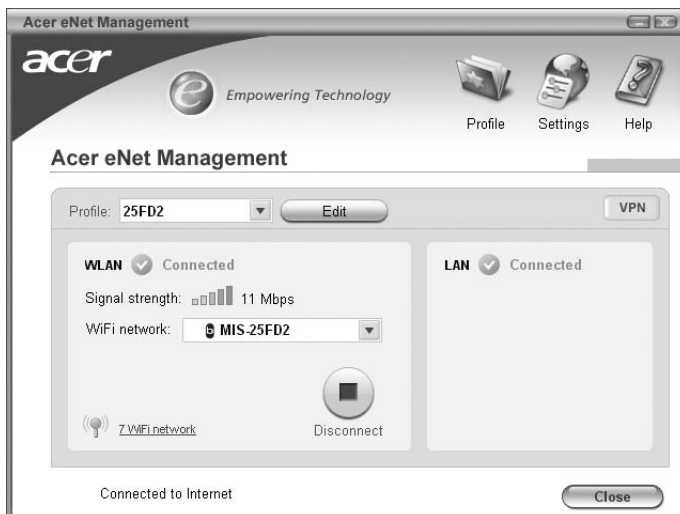 Acer eNet Management
acer
e Empowering Technology
Profile Settings Help
Acer eNet Management
Profile: 25FD2 Edit VPN
WLAN Connected
Signal strength: 11 Mbps
WiFi network: b MIS-25FD2
7 WiFi network
Disconnect
LAN Connected
Connected to Internet
Close